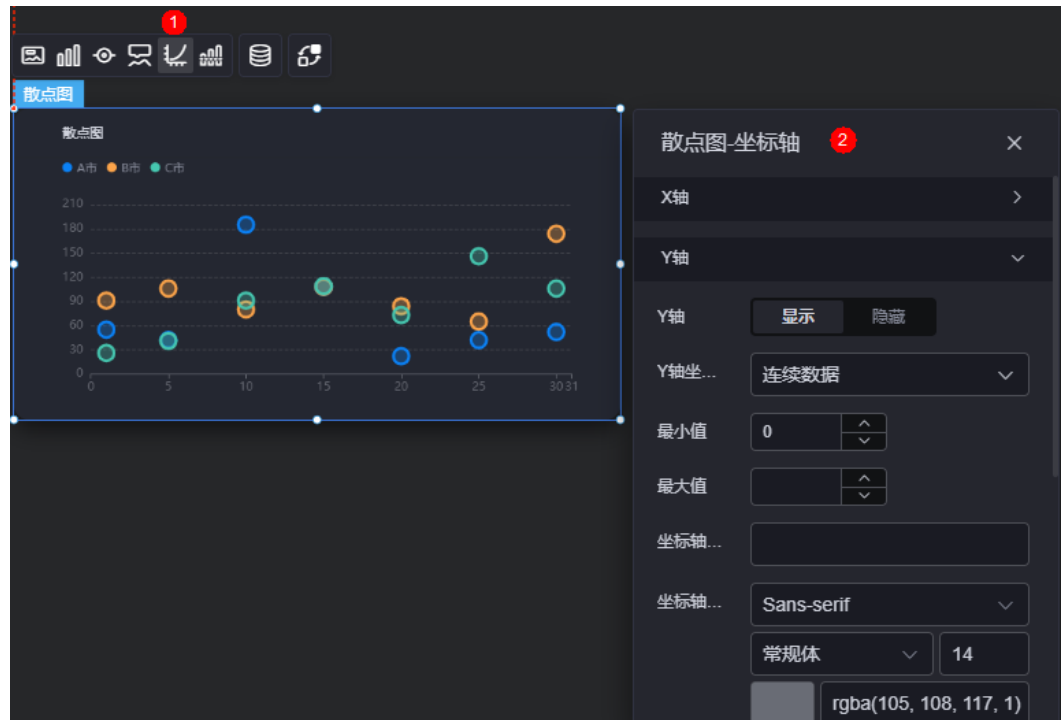 1
散点图
散点图
A市 B市 C市
210
180
150
120
90
60
30
0
0 5 10 15 20 25 30 31
散点图-坐标轴 2
X轴
Y轴
Y轴 显示 隐藏
Y轴坐... 连续数据
最小值 0
最大值
坐标轴...
坐标轴... Sans-serif
常规体 14
rgba(105, 108, 117, 1)